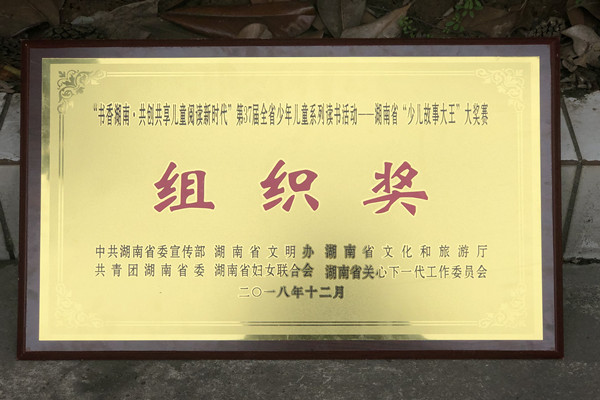 “书香湖南·共创共享儿童阅读新时代”第37届全省少年儿童系列读书活动——湖南省“少儿故事大王”大奖赛
组织奖
中共湖南省委宣传部 湖南省文明办 湖南省文化和旅游厅
共青团湖南省委 湖南省妇女联合会 湖南省关心下一代工作委员会
二〇一八年十二月